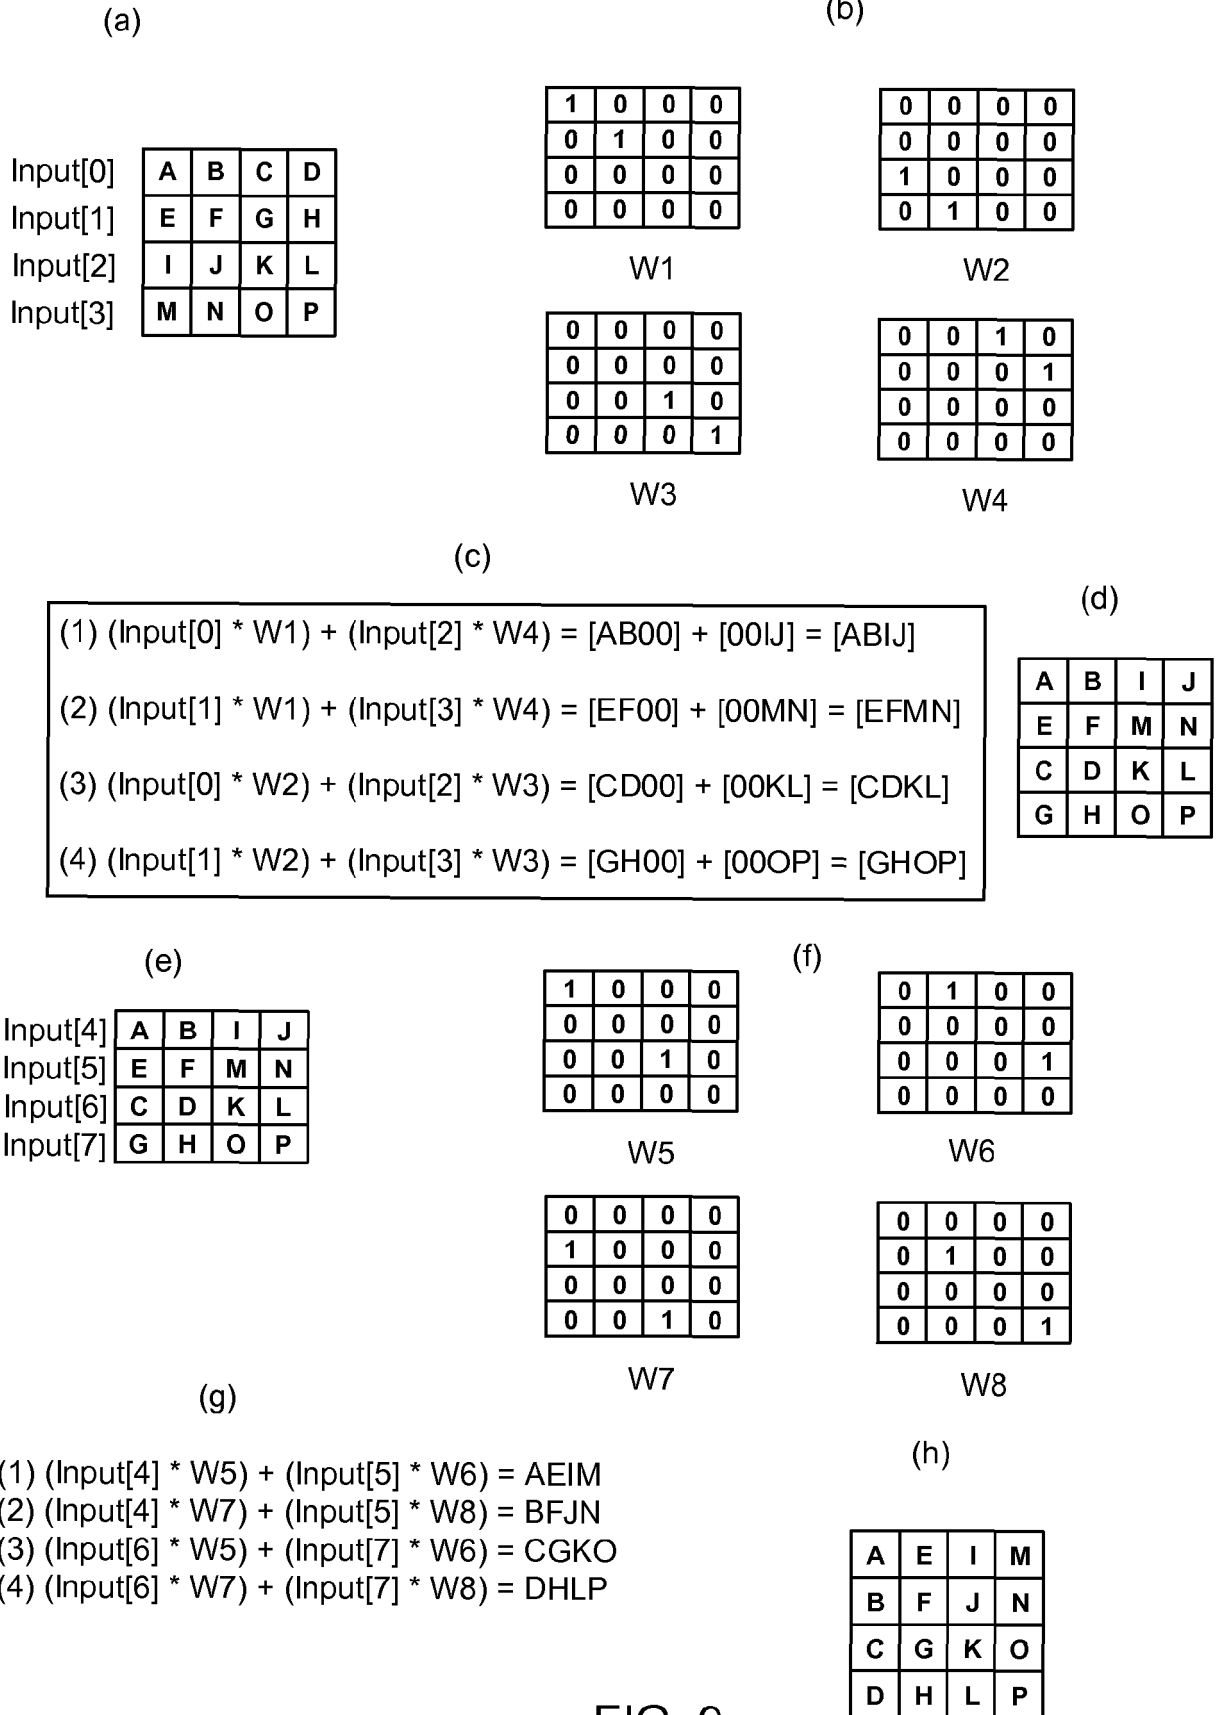 (a)
(b)
Input[0] A B C D
Input[1] E F G H
Input[2] I J K L
Input[3] M N O P
1 0 0 0
0 1 0 0
0 0 0 0
0 0 0 0
W1
0 0 0 0
0 0 0 0
1 0 0 0
0 1 0 0
W2
0 0 0 0
0 0 0 0
0 0 1 0
0 0 0 1
W3
0 0 1 0
0 0 0 1
0 0 0 0
0 0 0 0
W4
(c)
(1) (Input[0] * W1) + (Input[2] * W4) = [AB00] + [00IJ] = [ABIJ]
(2) (Input[1] * W1) + (Input[3] * W4) = [EF00] + [00MN] = [EFMN]
(3) (Input[0] * W2) + (Input[2] * W3) = [CD00] + [00KL] = [CDKL]
(4) (Input[1] * W2) + (Input[3] * W3) = [GH00] + [00OP] = [GHOP]
(d)
A B I J
E F M N
C D K L
G H O P
(e)
Input[4] A B I J
Input[5] E F M N
Input[6] C D K L
Input[7] G H O P
(f)
1 0 0 0
0 0 0 0
0 0 1 0
0 0 0 0
W5
0 1 0 0
0 0 0 0
0 0 0 1
0 0 0 0
W6
0 0 0 0
1 0 0 0
0 0 0 0
0 0 1 0
W7
0 0 0 0
0 1 0 0
0 0 0 0
0 0 0 1
W8
(g)
(1) (Input[4] * W5) + (Input[5] * W6) = AEIM
(2) (Input[4] * W7) + (Input[5] * W8) = BFJN
(3) (Input[6] * W5) + (Input[7] * W6) = CGKO
(4) (Input[6] * W7) + (Input[7] * W8) = DHLP
(h)
A E I M
B F J N
C G K O
D H L P
FIG.